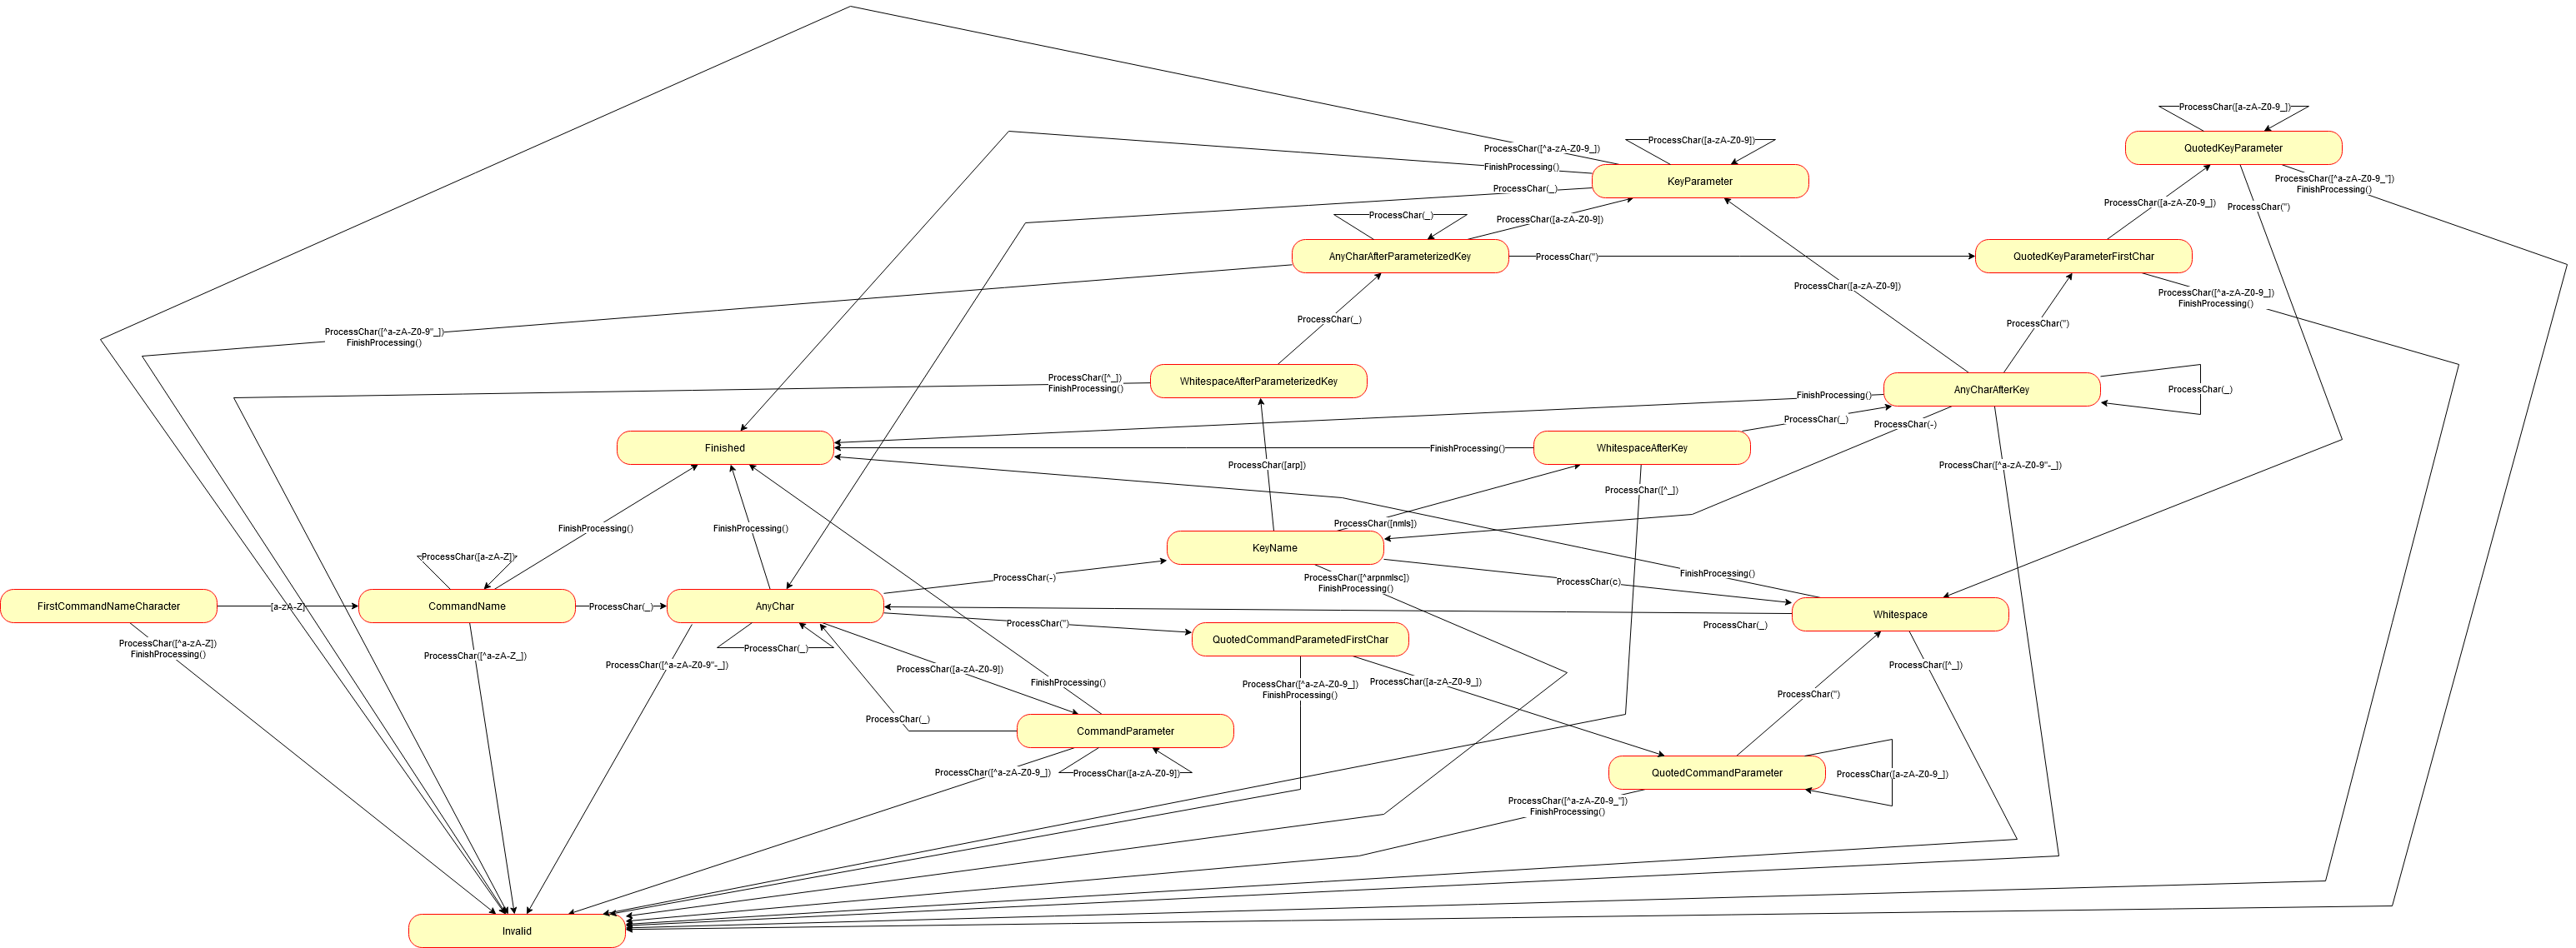 ProcessChar([a-zA-Z0-9_])
ProcessChar([a-zA-Z0-9])
ProcessChar([^a-zA-Z0-9_])
QuotedKeyParameter
FinishProcessing()
KeyParameter
ProcessChar([^a-zA-Z0-9_"])
FinishProcessing()
ProcessChar(_)
ProcessChar([a-zA-Z0-9_])
ProcessChar(")
ProcessChar(_)
ProcessChar([a-zA-Z0-9])
AnyCharAfterParameterizedKey
ProcessChar(")
QuotedKeyParameterFirstChar
ProcessChar([a-zA-Z0-9])
ProcessChar([^a-zA-Z0-9_])
FinishProcessing()
ProcessChar(_)
ProcessChar(")
ProcessChar([^a-zA-Z0-9"_])
FinishProcessing()
ProcessChar([^_])
FinishProcessing()
WhitespaceAfterParameterizedKey
AnyCharAfterKey
ProcessChar(_)
FinishProcessing()
ProcessChar(_)
ProcessChar(-)
Finished
FinishProcessing()
WhitespaceAfterKey
ProcessChar([arp])
ProcessChar([^a-zA-Z0-9"-_])
ProcessChar([^_])
FinishProcessing()
FinishProcessing()
ProcessChar([nmls])
KeyName
ProcessChar([a-zA-Z])
ProcessChar(-)
ProcessChar([^arpnmlsc])
FinishProcessing()
ProcessChar(c)
FinishProcessing()
FirstCommandNameCharacter
[a-zA-Z]
CommandName
ProcessChar(_)
AnyChar
Whitespace
ProcessChar(")
ProcessChar(_)
ProcessChar([^a-zA-Z])
FinishProcessing()
QuotedCommandParametedFirstChar
ProcessChar([^a-zA-Z_])
ProcessChar(_)
ProcessChar([^a-zA-Z0-9"-_])
ProcessChar([a-zA-Z0-9])
ProcessChar([^_])
FinishProcessing()
ProcessChar([^a-zA-Z0-9_])
FinishProcessing()
ProcessChar([a-zA-Z0-9_])
ProcessChar(")
ProcessChar(_)
CommandParameter
ProcessChar([^a-zA-Z0-9_])
ProcessChar([a-zA-Z0-9])
QuotedCommandParameter
ProcessChar([a-zA-Z0-9_])
ProcessChar([^a-zA-Z0-9_"])
FinishProcessing()
Invalid